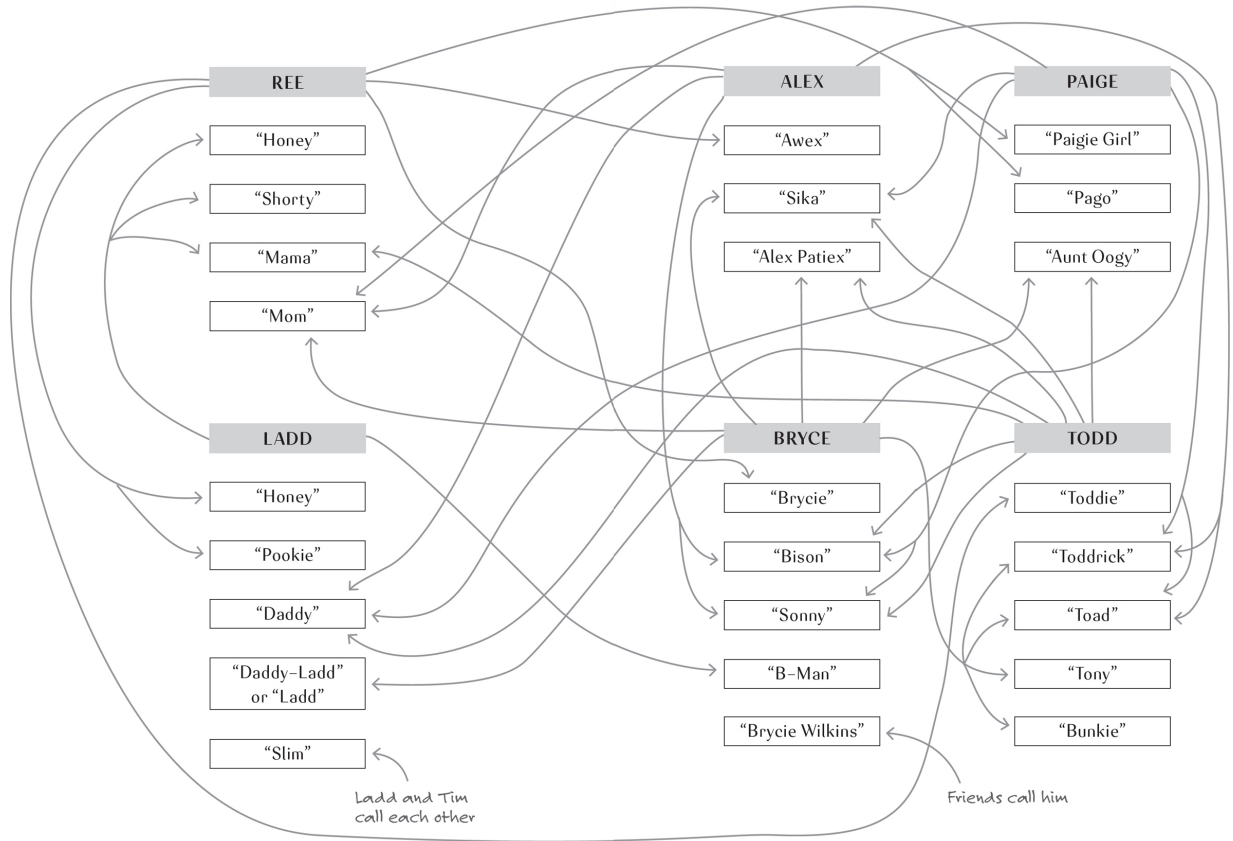 REE
"Honey"
"Shorty"
"Mama"
"Mom"
ALEX
"Awex"
"Sika"
"Alex Patiex"
PAIGE
"Paigie Girl"
"Pago"
"Aunt Oogy"
LADD
"Honey"
"Pookie"
"Daddy"
"Daddy–Ladd"
or "Ladd"
"Slim"
Ladd and Tim
call each other
BRYCE
"Brycie"
"Bison"
"Sonny"
"B–Man"
"Brycie Wilkins"
Friends call him
TODD
"Toddie"
"Toddrick"
"Toad"
"Tony"
"Bunkie"